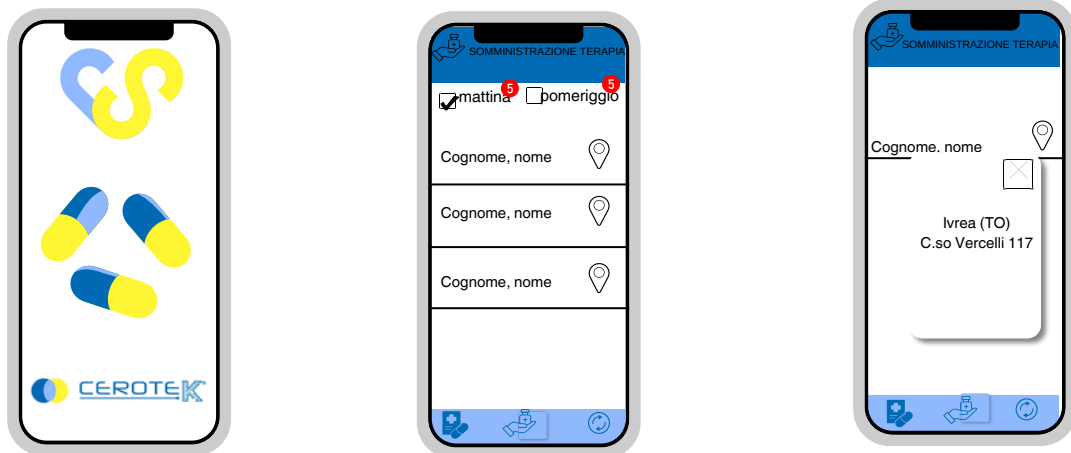 CEROTEK
SOMMINISTRAZIONE TERAPIA
mattina 5 pomeriggio 5
Cognome, nome
Cognome, nome
Cognome, nome
SOMMINISTRAZIONE TERAPIA
Cognome. nome
Ivrea (TO)
C.so Vercelli 117